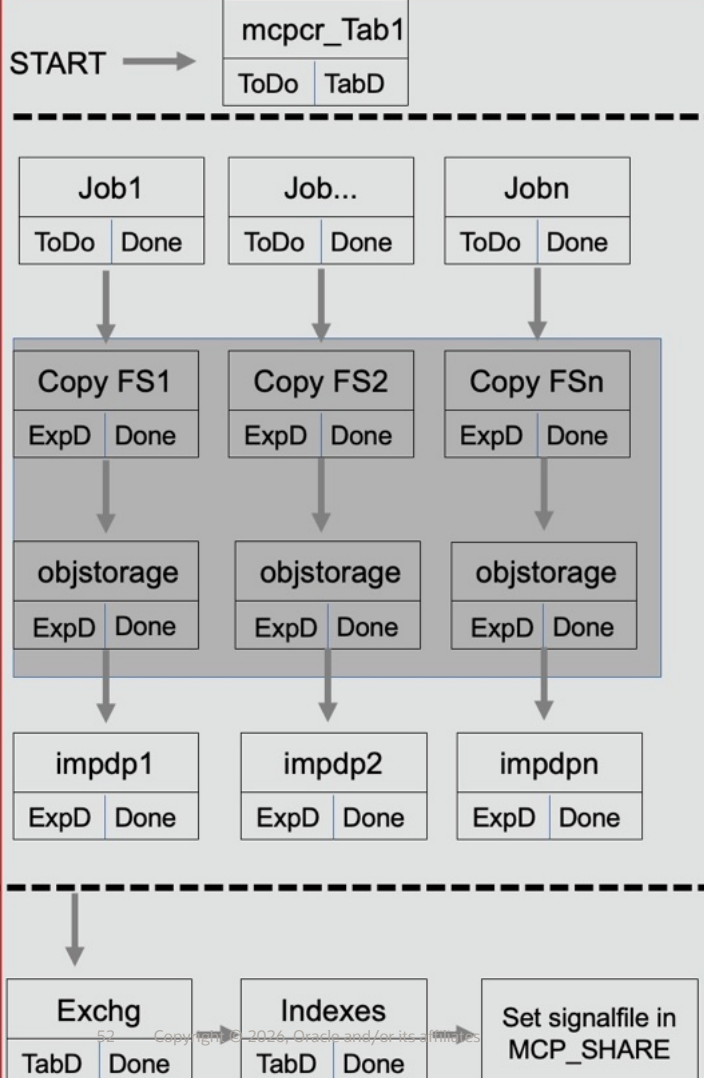 mcpcr_Tab1
START
ToDo TabD
Job1 Job... Jobn
ToDo Done ToDo Done ToDo Done
Copy FS1 Copy FS2 Copy FSn
ExpD Done ExpD Done ExpD Done
objstorage objstorage objstorage
ExpD Done ExpD Done ExpD Done
impdp1 impdp2 impdpn
ExpD Done ExpD Done ExpD Done
Exchg Indexes Set signalfile in
52 Copyright © 2026, Oracle and/or its affiliates
MCP_SHARE
TabD Done TabD Done